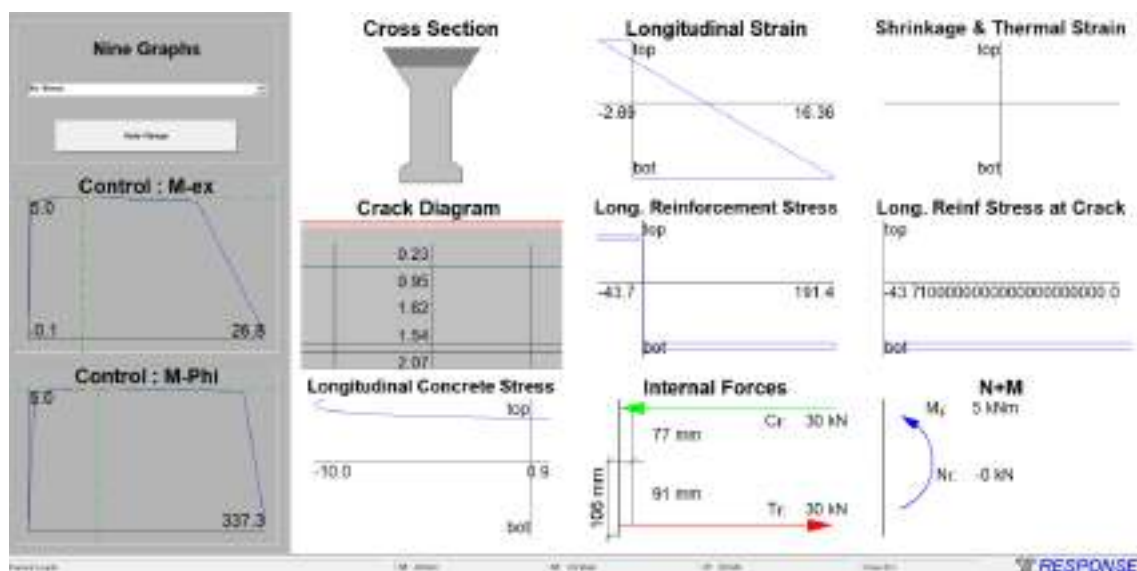 Nine Graphs
Control : M-ex
5.0
-0.1
26.8
Control : M-Phi
5.0
337.3
Cross Section
Crack Diagram
0.23
0.95
1.62
1.54
2.07
Longitudinal Concrete Stress
top
-10.0
0.9
bot
Longitudinal Strain
top
-2.69
16.36
bot
Long. Reinforcement Stress
top
-43.7
191.4
bot
Internal Forces
Cr: 30 kN
77 mm
106 mm
91 mm
Tr: 30 kN
Shrinkage & Thermal Strain
top
bot
Long. Reinf Stress at Crack
top
bot
N+M
M: 5 kNm
N: -0 kN
RESPONSE